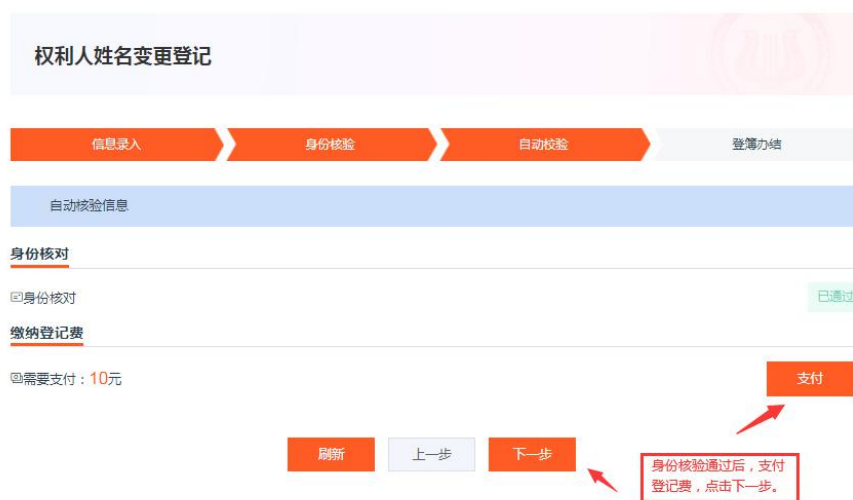 权利人姓名变更登记
信息录入
身份核验
自动校验
登簿办结
自动核验信息
身份核对
身份核对
已通过
缴纳登记费
需要支付：10元
支付
刷新
上一步
下一步
身份核验通过后，支付
登记费，点击下一步。